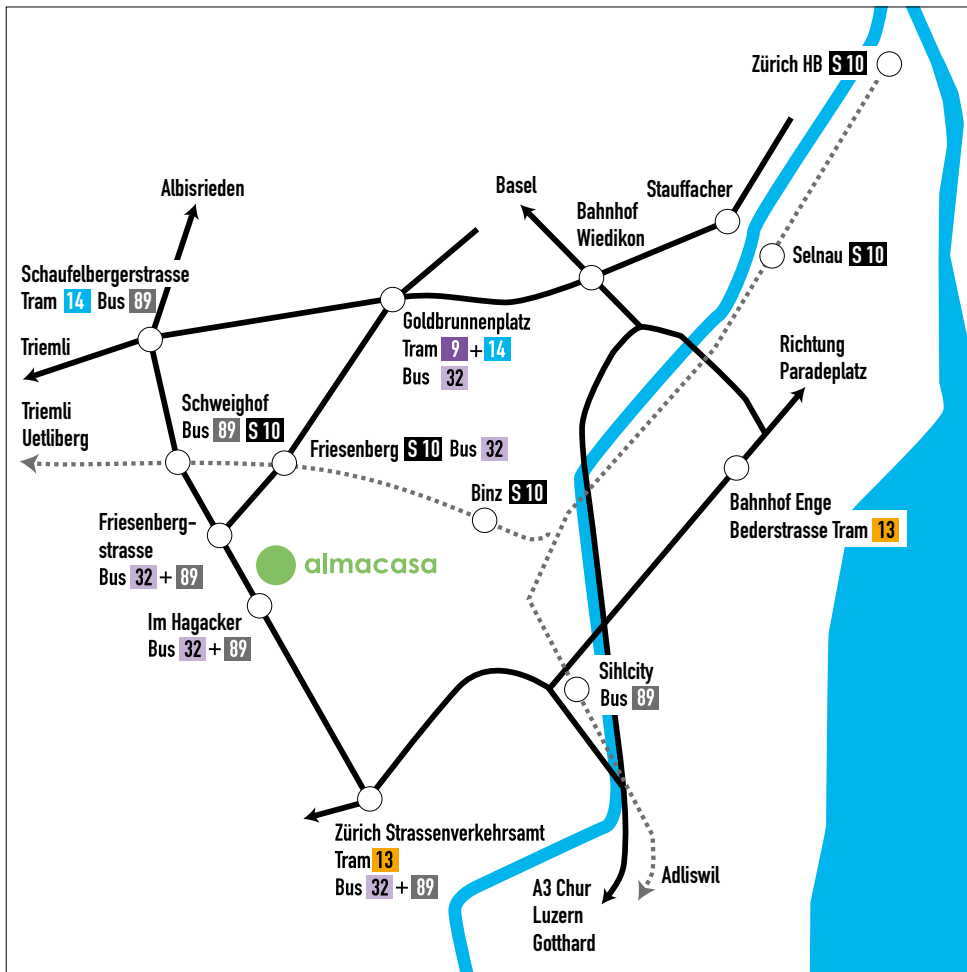 Zürich HB S 10
Albisrieden
Basel
Stauffacher
Bahnhof
Wiedikon
Selnau S 10
Schaufelbergerstrasse
Tram 14 Bus 89
Triemli
Goldbrunnenplatz
Tram 9 + 14
Bus 32
Richtung
Paradeplatz
Triemli
Uetliberg
Schweighof
Bus 89 S 10
Friesenberg S 10 Bus 32
Binz S 10
Bahnhof Enge
Bederstrasse Tram 13
Friesenberg-
strasse
Bus 32 + 89
almacasa
Im Hagacker
Bus 32 + 89
Sihlcity
Bus 89
Zürich Strassenverkehrsamt
Tram 13
Bus 32 + 89
A3 Chur
Luzern
Gotthard
Adliswil